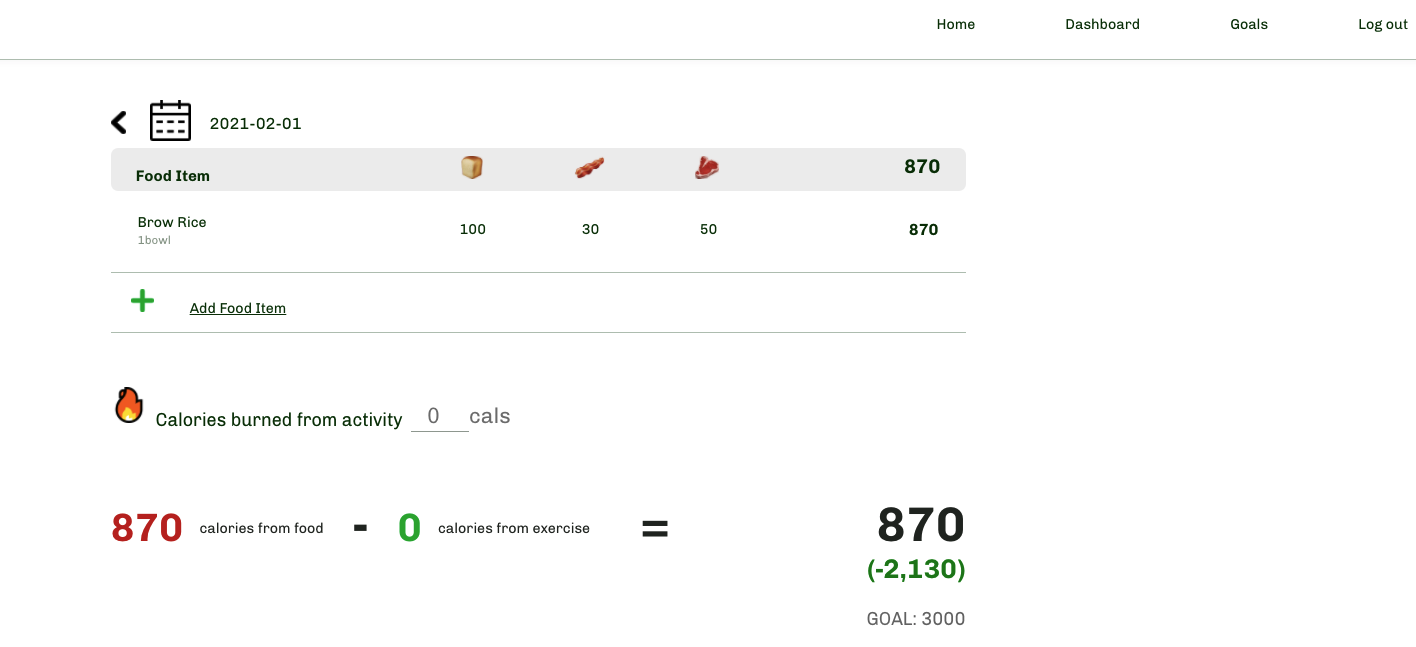 Home Dashboard Goals Log out
2021-02-01
Food Item 870
Brow Rice 100 30 50 870
1bowl
Add Food Item
Calories burned from activity 0 cals
870 calories from food - 0 calories from exercise = 870
(-2,130)
GOAL: 3000